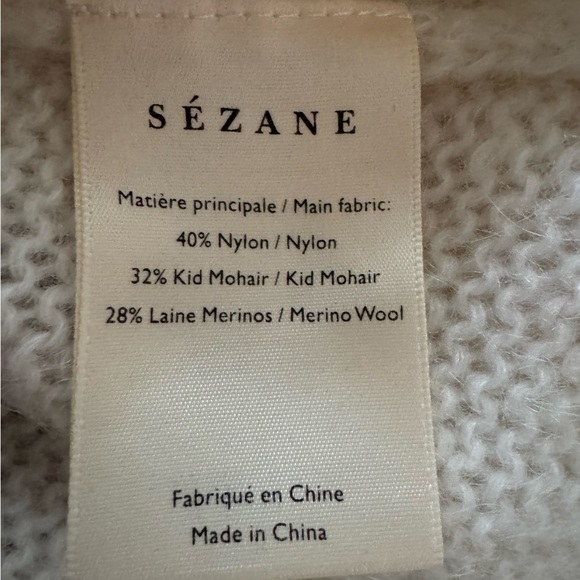 SÉZANE
Matière principale / Main fabric:
40% Nylon / Nylon
32% Kid Mohair / Kid Mohair
28% Laine Merinos / Merino Wool
Fabriqué en Chine
Made in China